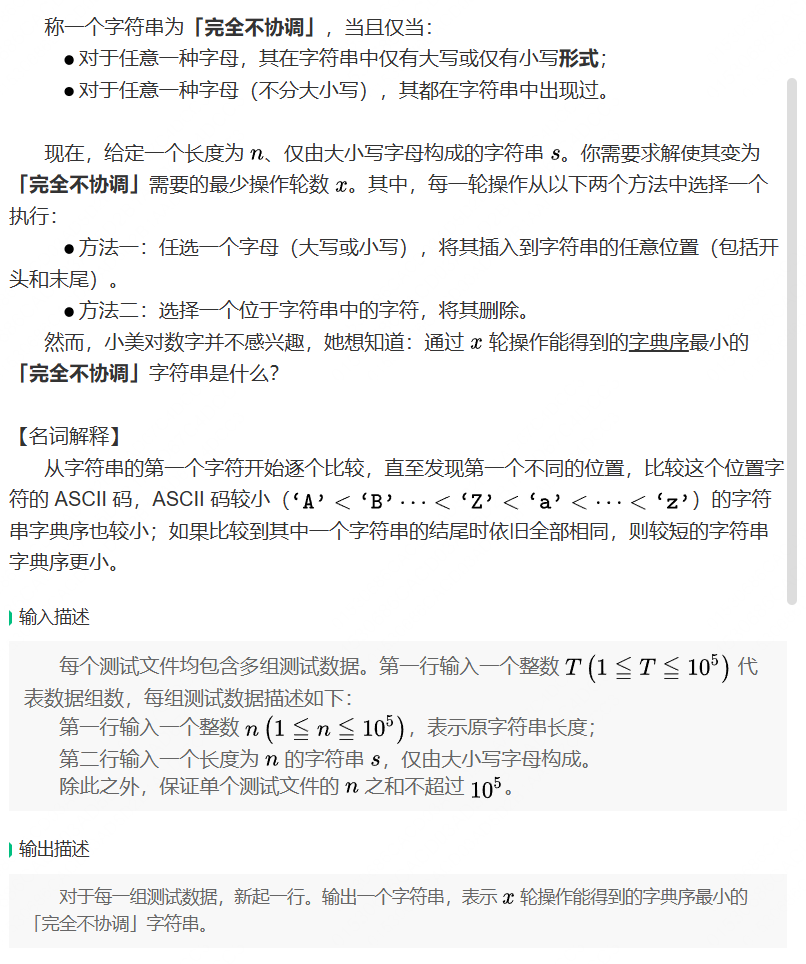 称一个字符串为「完全不协调」，当且仅当：
●对于任意一种字母，其在字符串中仅有大写或仅有小写形式；
●对于任意一种字母（不分大小写），其都在字符串中出现过。
现在，给定一个长度为 n、仅由大小写字母构成的字符串 s。你需要求解使其变为
「完全不协调」需要的最少操作轮数 x。其中，每一轮操作从以下两个方法中选择一个
执行：
●方法一：任选一个字母（大写或小写），将其插入到字符串的任意位置（包括开
头和末尾）。
●方法二：选择一个位于字符串中的字符，将其删除。
然而，小美对数字并不感兴趣，她想知道：通过 x 轮操作能得到的字典序最小的
「完全不协调」字符串是什么？
【名词解释】
从字符串的第一个字符开始逐个比较，直至发现第一个不同的位置，比较这个位置字
符的 ASCII 码，ASCII 码较小（‘A’ < ‘B’ ··· < ‘Z’ < ‘a’ < ··· < ‘z’）的字符
串字典序也较小；如果比较到其中一个字符串的结尾时依旧全部相同，则较短的字符串
字典序更小。
输入描述
每个测试文件均包含多组测试数据。第一行输入一个整数 T (1 ≦ T ≦ 10⁵) 代
表数据组数，每组测试数据描述如下：
第一行输入一个整数 n (1 ≦ n ≦ 10⁵)，表示原字符串长度；
第二行输入一个长度为 n 的字符串 s，仅由大小写字母构成。
除此之外，保证单个测试文件的 n 之和不超过 10⁵。
输出描述
对于每一组测试数据，新起一行。输出一个字符串，表示 x 轮操作能得到的字典序最小的
「完全不协调」字符串。